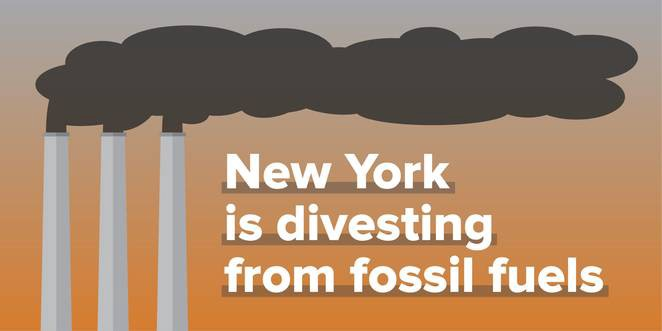 New York
is divesting
from fossil fuels